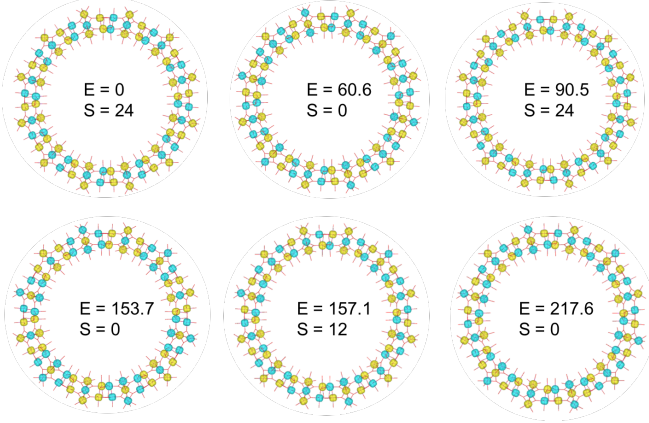 E = 0
S = 24
E = 60.6
S = 0
E = 90.5
S = 24
E = 153.7
S = 0
E = 157.1
S = 12
E = 217.6
S = 0